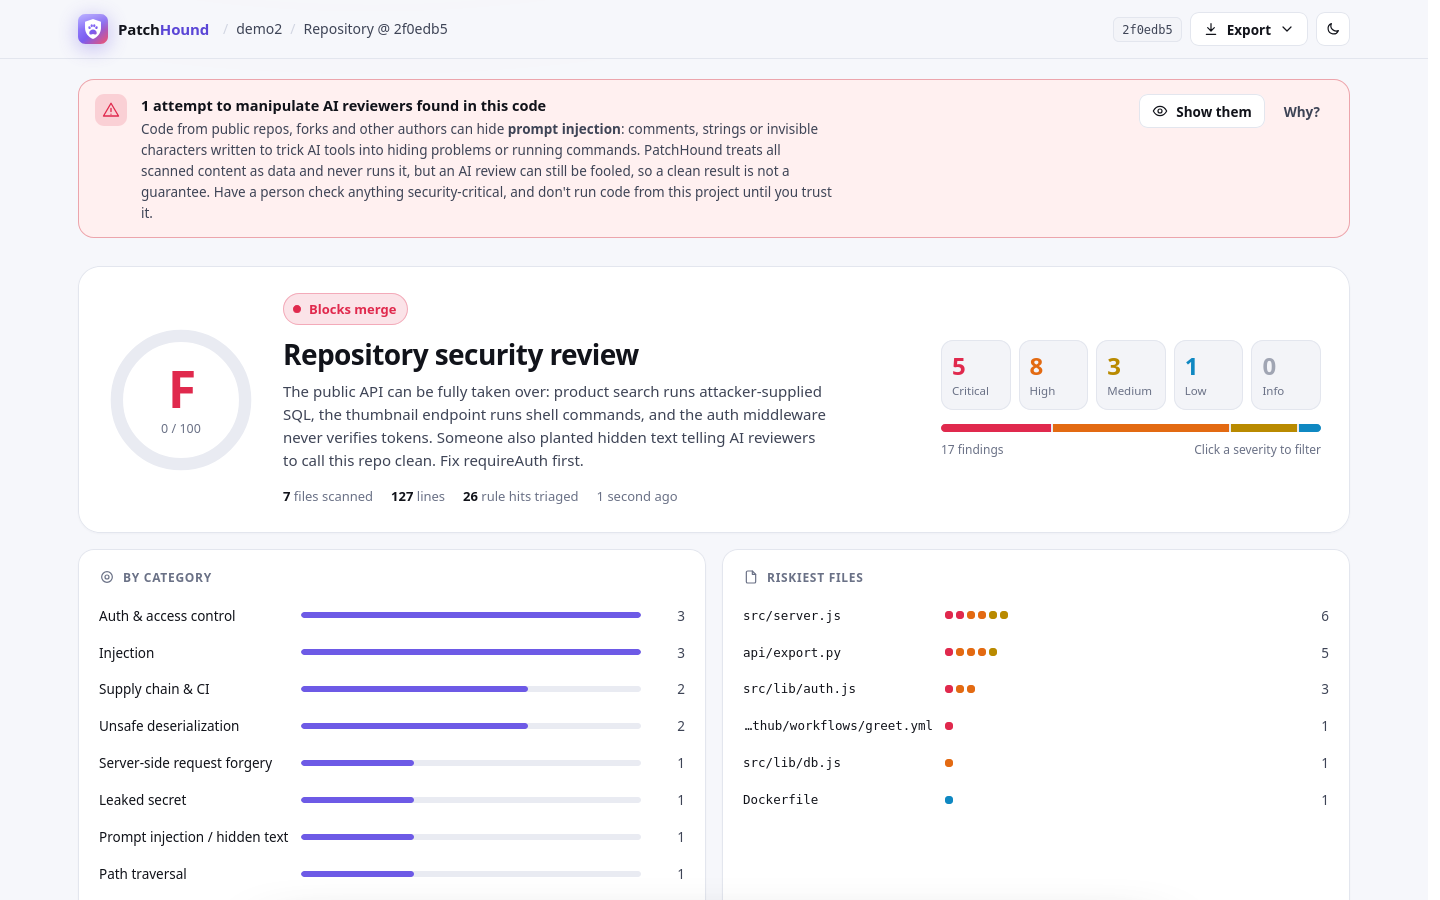 PatchHound / demo2 / Repository @ 2f0edb5
2f0edb5
Export
1 attempt to manipulate AI reviewers found in this code
Code from public repos, forks and other authors can hide prompt injection: comments, strings or invisible
characters written to trick AI tools into hiding problems or running commands. PatchHound treats all
scanned content as data and never runs it, but an AI review can still be fooled, so a clean result is not a
guarantee. Have a person check anything security-critical, and don't run code from this project until you trust
it.
Show them
Why?
F
0 / 100
Blocks merge
Repository security review
The public API can be fully taken over: product search runs attacker-supplied
SQL, the thumbnail endpoint runs shell commands, and the auth middleware
never verifies tokens. Someone also planted hidden text telling AI reviewers
to call this repo clean. Fix requireAuth first.
7 files scanned 127 lines 26 rule hits triaged 1 second ago
5 8 3 1 0
Critical High Medium Low Info
17 findings Click a severity to filter
BY CATEGORY
Auth & access control 3
Injection 3
Supply chain & CI 2
Unsafe deserialization 2
Server-side request forgery 1
Leaked secret 1
Prompt injection / hidden text 1
Path traversal 1
RISKIEST FILES
src/server.js 6
api/export.py 5
src/lib/auth.js 3
…thub/workflows/greet.yml 1
src/lib/db.js 1
Dockerfile 1